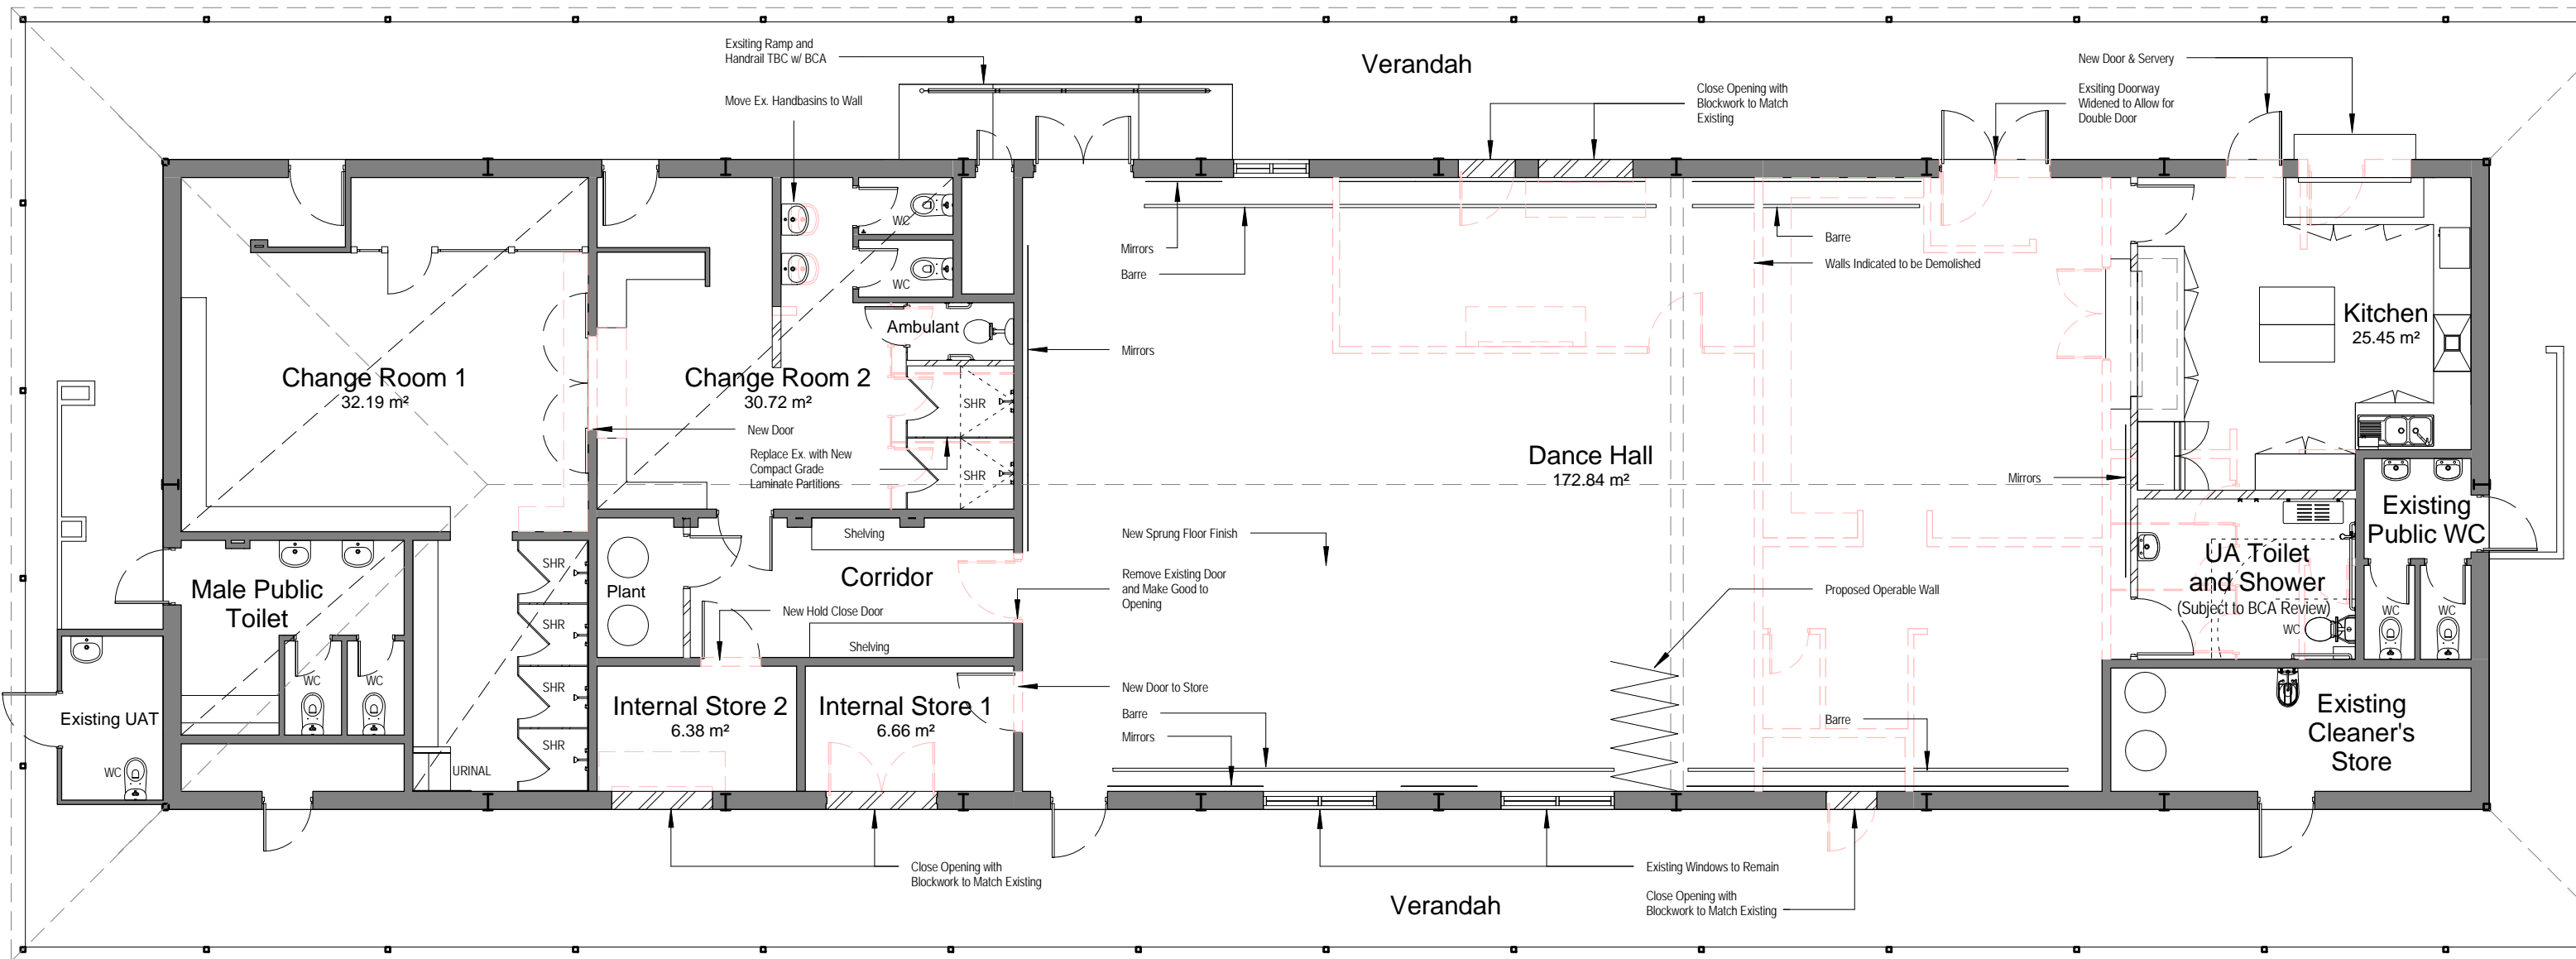 Exsiting Ramp and
Handrail TBC w/ BCA
Verandah
New Door & Servery
Move Ex. Handbasins to Wall
Close Opening with
Blockwork to Match
Existing
Exsiting Doorway
Widened to Allow for
Double Door
WC
WC
Mirrors
Barre
Barre
Walls Indicated to be Demolished
Ambulant
Mirrors
Kitchen
25.45 m²
Change Room 1
32.19 m²
Change Room 2
30.72 m²
SHR
New Door
Replace Ex. with New
Compact Grade
Laminate Partitions
SHR
Dance Hall
172.84 m²
Mirrors
Existing
Public WC
Shelving
New Sprung Floor Finish
SHR
Male Public
Toilet
Plant
Corridor
Remove Existing Door
and Make Good to
Opening
Proposed Operable Wall
UA Toilet
and Shower
(Subject to BCA Review)
WC
WC
WC
SHR
New Hold Close Door
Shelving
WC
WC
SHR
Existing UAT
Internal Store 2
6.38 m²
Internal Store 1
6.66 m²
New Door to Store
Barre
Mirrors
Barre
Existing
Cleaner's
Store
SHR
WC
URINAL
Close Opening with
Blockwork to Match Existing
Existing Windows to Remain
Close Opening with
Blockwork to Match Existing
Verandah